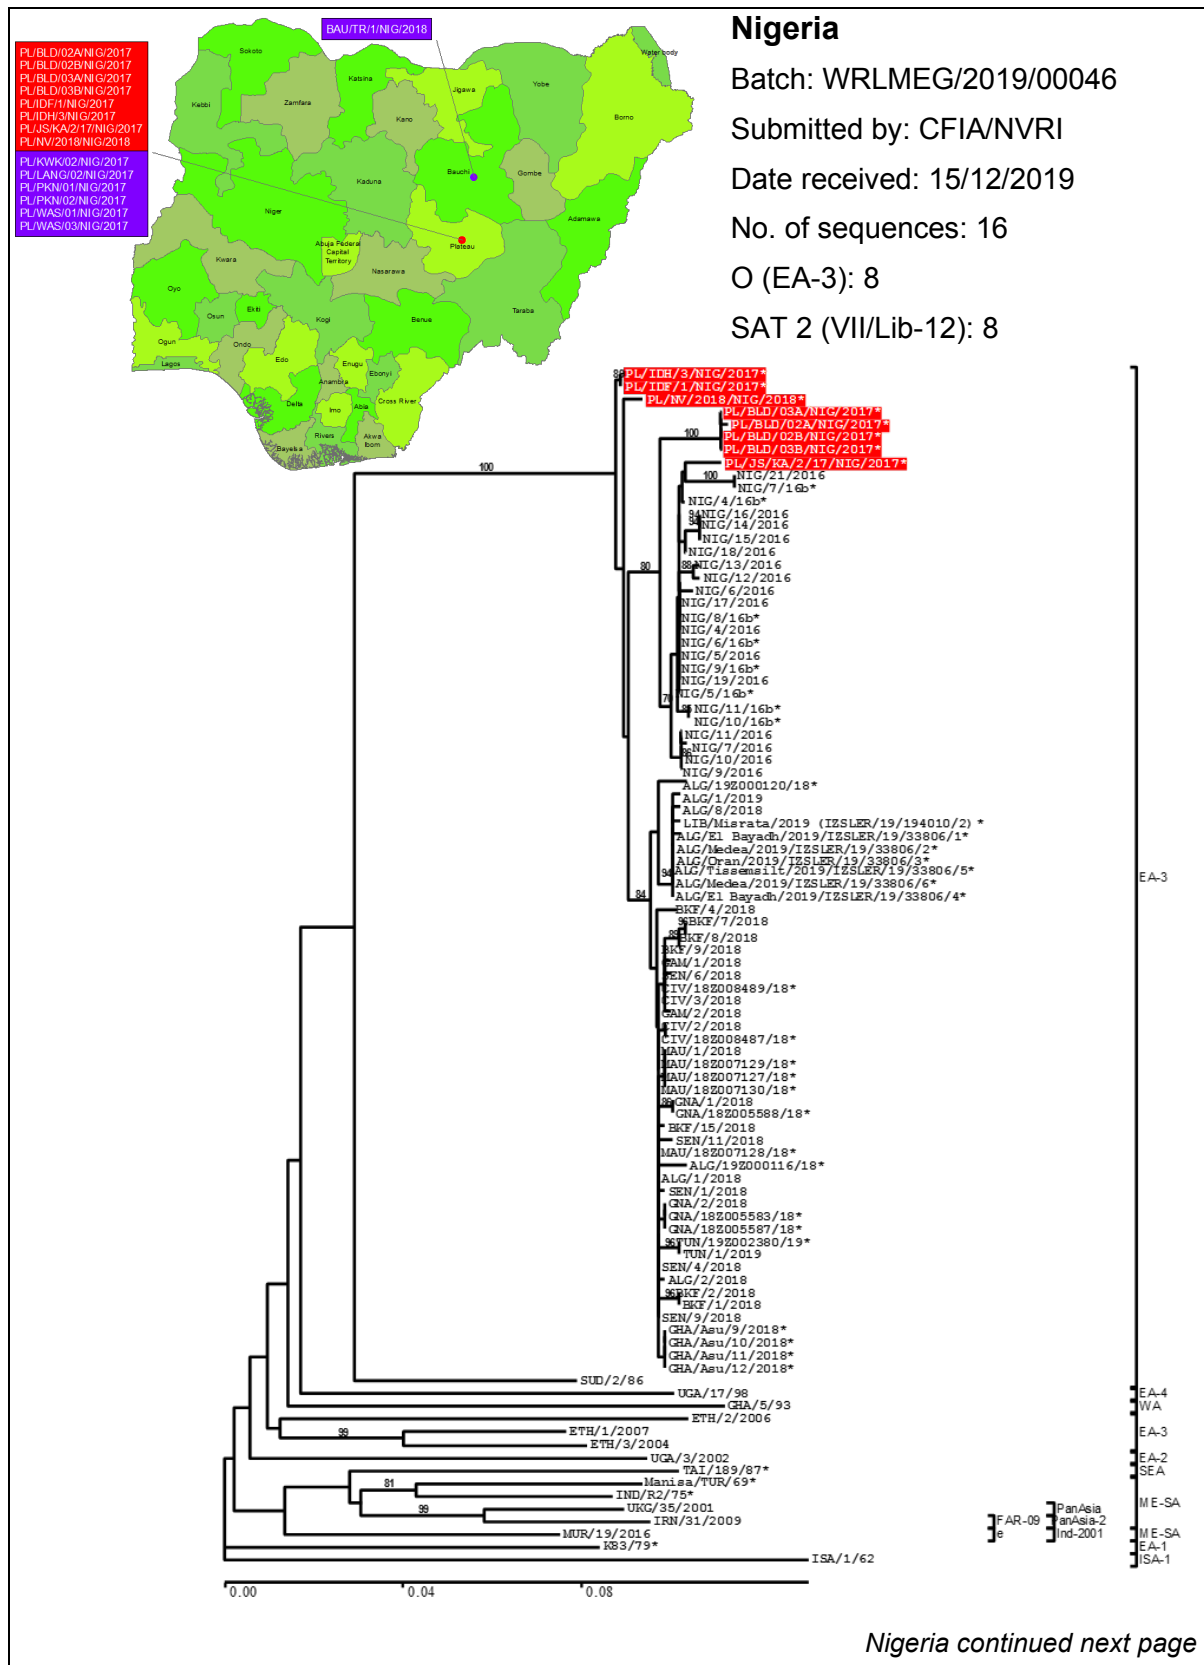 Nigeria
Batch: WRLMEG/2019/00046
Submitted by: CFIA/NVRI
Date received: 15/12/2019
No. of sequences: 16
O (EA-3): 8
SAT 2 (VII/Lib-12): 8
PL/BLD/02A/NIG/2017
PL/BLD/02B/NIG/2017
PL/BLD/03A/NIG/2017
PL/BLD/03B/NIG/2017
PL/IDF/1/NIG/2017
PL/IDH/3/NIG/2017
PL/JS/KA/2/17/NIG/2017
PL/NV/2018/NIG/2018
PL/KWK/02/NIG/2017
PL/LANG/02/NIG/2017
PL/PKN/01/NIG/2017
PL/PKN/02/NIG/2017
PL/WAS/01/NIG/2017
PL/WAS/03/NIG/2017
BAU/TR/1/NIG/2018
Sokoto
Katsina
Water body
Yobe
Jigawa
Kebbi
Zamfara
Kano
Borno
Bauchi
Gombe
Kaduna
Niger
Adamawa
Plateau
Abuja Federal
Capital
Territory
Kwara
Nasarawa
Oyo
Taraba
Osun
Ekiti
Kogi
Benue
Ogun
Ondo
Edo
Enugu
Ebonyi
Lagos
Anambra
Cross River
Delta
Imo
Abia
Rivers
Akwa
Ibom
Bayelsa
PL/IDH/3/NIG/2017*
PL/IDF/1/NIG/2017*
PL/NV/2018/NIG/2018*
PL/BLD/03A/NIG/2017*
PL/BLD/02A/NIG/2017*
PL/BLD/02B/NIG/2017*
100
PL/BLD/03B/NIG/2017*
PL/JS/KA/2/17/NIG/2017*
100
100
NIG/21/2016
NIG/7/16b*
NIG/4/16b*
94
NIG/16/2016
94
NIG/14/2016
NIG/15/2016
NIG/18/2016
80
88
NIG/13/2016
NIG/12/2016
NIG/6/2016
NIG/17/2016
NIG/8/16b*
NIG/4/2016
NIG/6/16b*
NIG/5/2016
NIG/9/16b*
NIG/19/2016
70
NIG/5/16b*
NIG/11/16b*
NIG/10/16b*
NIG/11/2016
NIG/7/2016
NIG/10/2016
NIG/9/2016
ALG/19Z000120/18*
ALG/1/2019
ALG/8/2018
LIB/Misrata/2019 (IZSLER/19/194010/2) *
ALG/El Bayadh/2019/IZSLER/19/33806/1*
ALG/Medea/2019/IZSLER/19/33806/2*
ALG/Oran/2019/IZSLER/19/33806/3*
94
ALG/Tissemsilt/2019/IZSLER/19/33806/5*
ALG/Medea/2019/IZSLER/19/33806/6*
84
ALG/El Bayadh/2019/IZSLER/19/33806/4*
EA-3
BKF/4/2018
96
BKF/7/2018
89
BKF/8/2018
BKF/9/2018
GAM/1/2018
SEN/6/2018
CIV/18Z008489/18*
CIV/3/2018
GAM/2/2018
CIV/2/2018
CIV/18Z008487/18*
MAU/1/2018
MAU/18Z007129/18*
MAU/18Z007127/18*
MAU/18Z007130/18*
GNA/1/2018
GNA/18Z005588/18*
BKF/15/2018
SEN/11/2018
MAU/18Z007128/18*
ALG/19Z000116/18*
ALG/1/2018
SEN/1/2018
GNA/2/2018
GNA/18Z005583/18*
GNA/18Z005587/18*
96
TUN/19Z002380/19*
TUN/1/2019
SEN/4/2018
ALG/2/2018
96
BKF/2/2018
BKF/1/2018
SEN/9/2018
GHA/Asu/9/2018*
GHA/Asu/10/2018*
GHA/Asu/11/2018*
GHA/Asu/12/2018*
SUD/2/86
UGA/17/98
EA-4
GHA/5/93
WA
ETH/2/2006
99
ETH/1/2007
EA-3
ETH/3/2004
UGA/3/2002
EA-2
TAI/189/87*
SEA
81
Manisa/TUR/69*
IND/R2/75*
ME-SA
99
UKG/35/2001
PanAsia
IRN/31/2009
FAR-09
PanAsia-2
MUR/19/2016
e
Ind-2001
ME-SA
K83/79*
EA-1
ISA/1/62
ISA-1
0.00
0.04
0.08
Nigeria continued next page